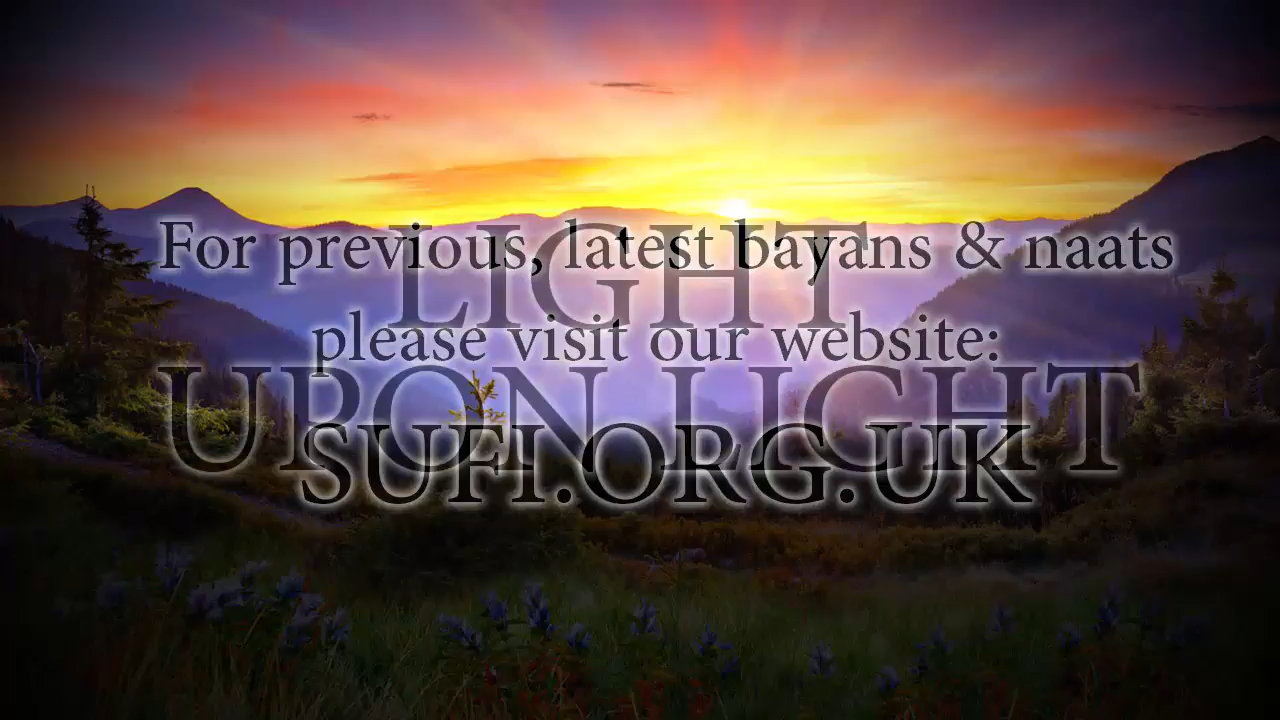 For previous, latest bayans & naats
LIGHT
please visit our website:
UPON LIGHT
SUFI.ORG.UK